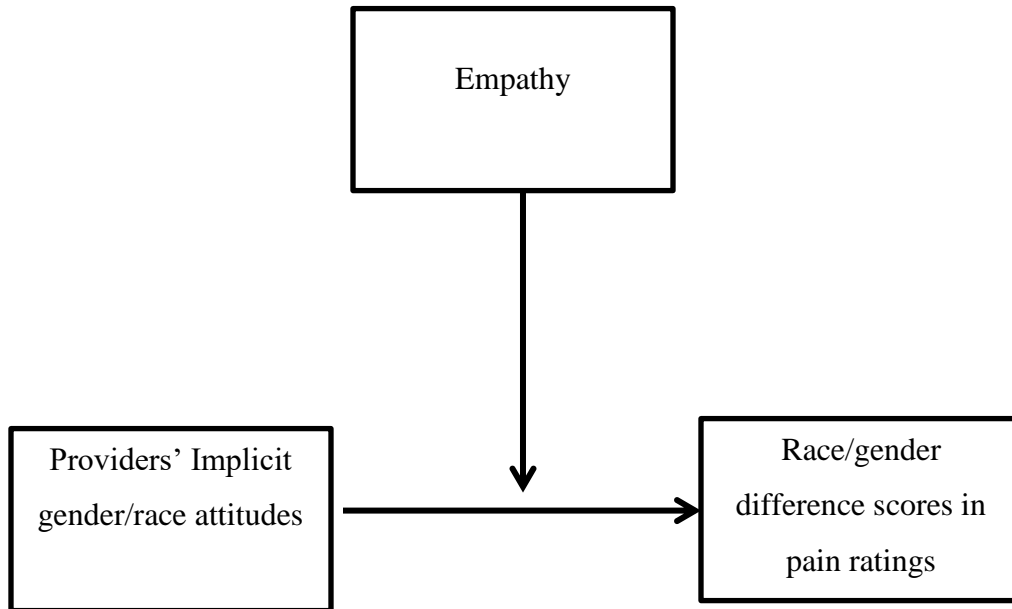 Empathy
Providers’ Implicit
gender/race attitudes
Race/gender
difference scores in
pain ratings